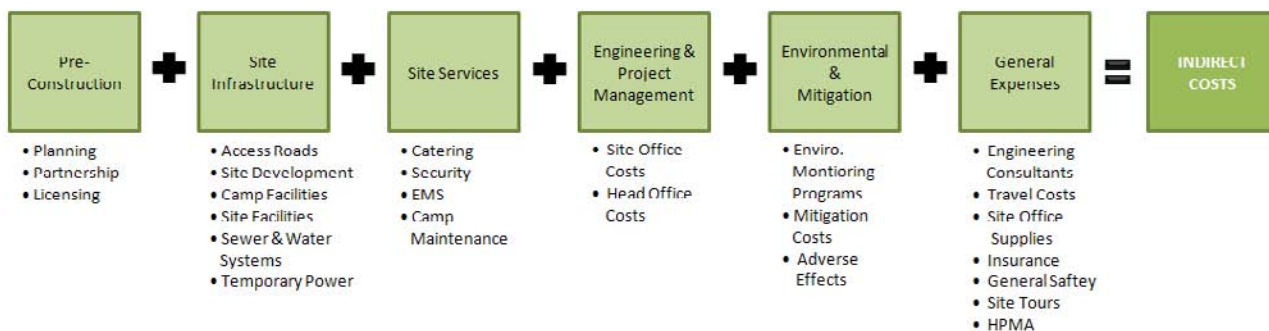 Pre-
Construction
Site
Infrastructure
Site Services
Engineering &
Project
Management
Environmental
&
Mitigation
General
Expenses
INDIRECT
COSTS
• Planning
• Partnership
• Licensing
• Access Roads
• Site Development
• Camp Facilities
• Site Facilities
• Sewer & Water
Systems
• Temporary Power
• Catering
• Security
• EMS
• Camp
Maintenance
• Site Office
Costs
• Head Office
Costs
• Enviro.
Montioring
Programs
• Mitigation
Costs
• Adverse
Effects
• Engineering
Consultants
• Travel Costs
• Site Office
Supplies
• Insurance
• General Saftey
• Site Tours
• HPMA